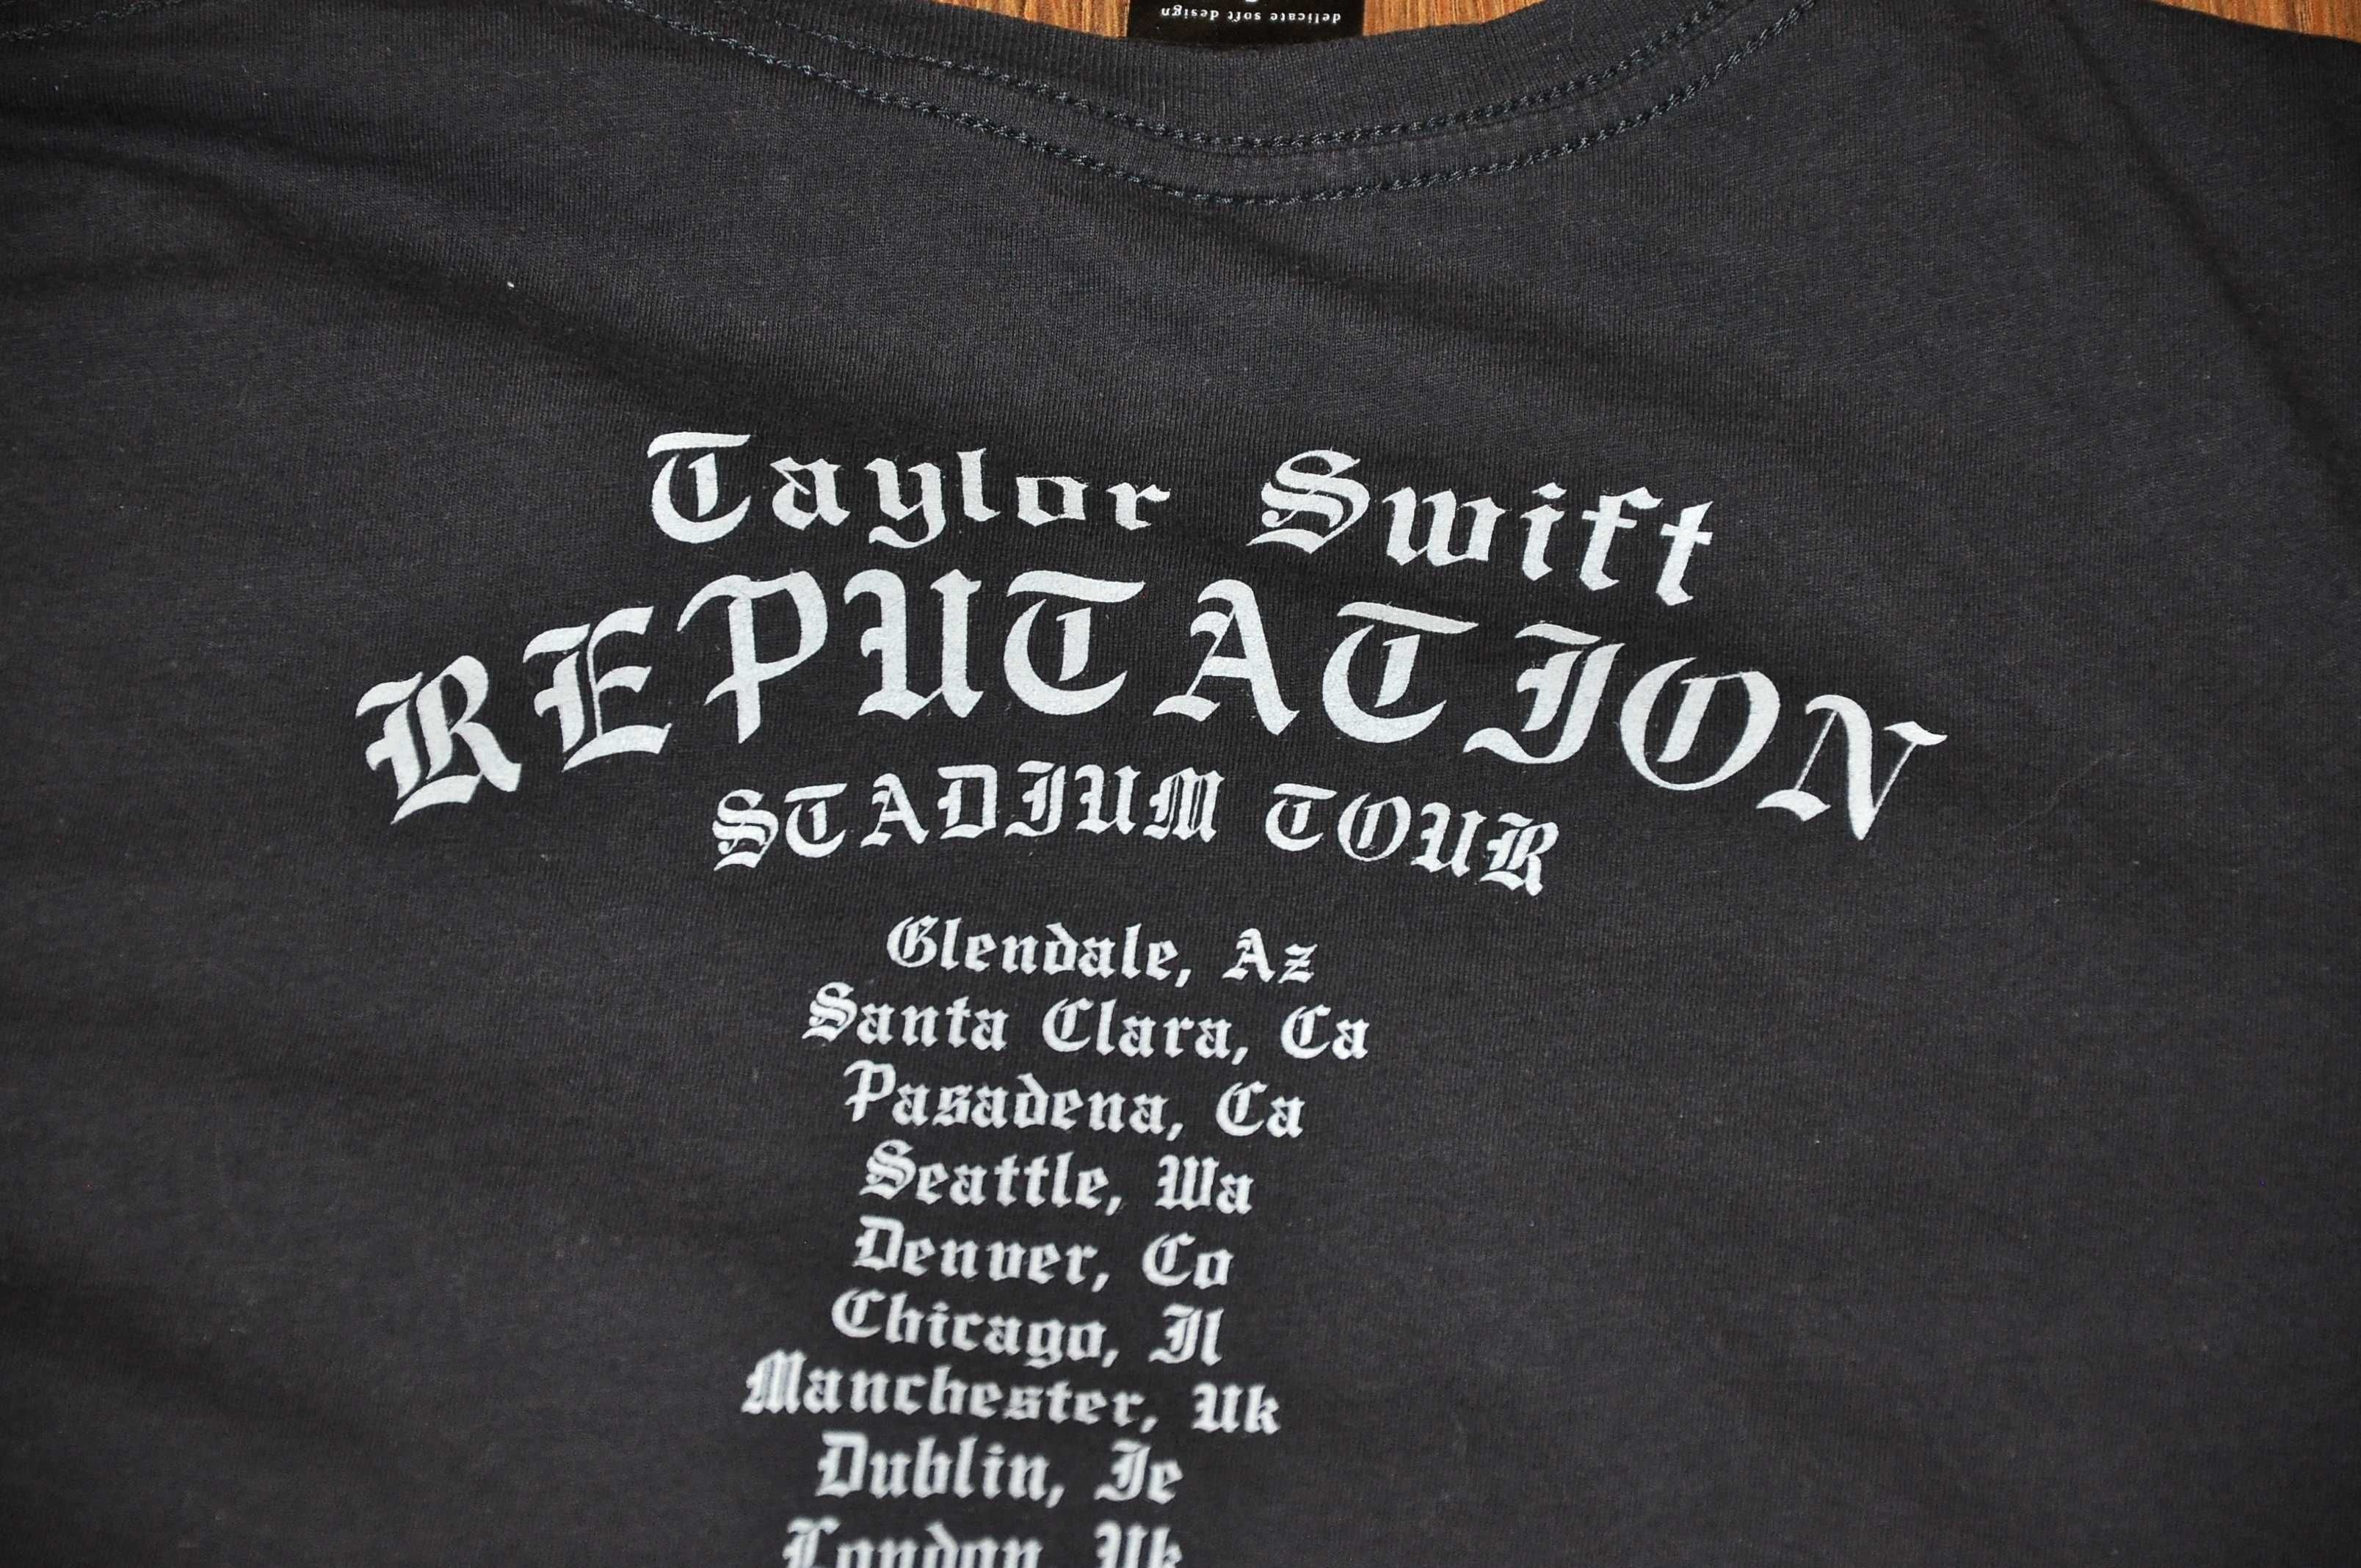 delicate soft design
Taylor Swift
REPUTATION
STADIUM TOUR
Glendale, Az
Santa Clara, Ca
Pasadena, Ca
Seattle, Wa
Denver, Co
Chicago, Il
Manchester, Uk
Dublin, Ie
London, Uk